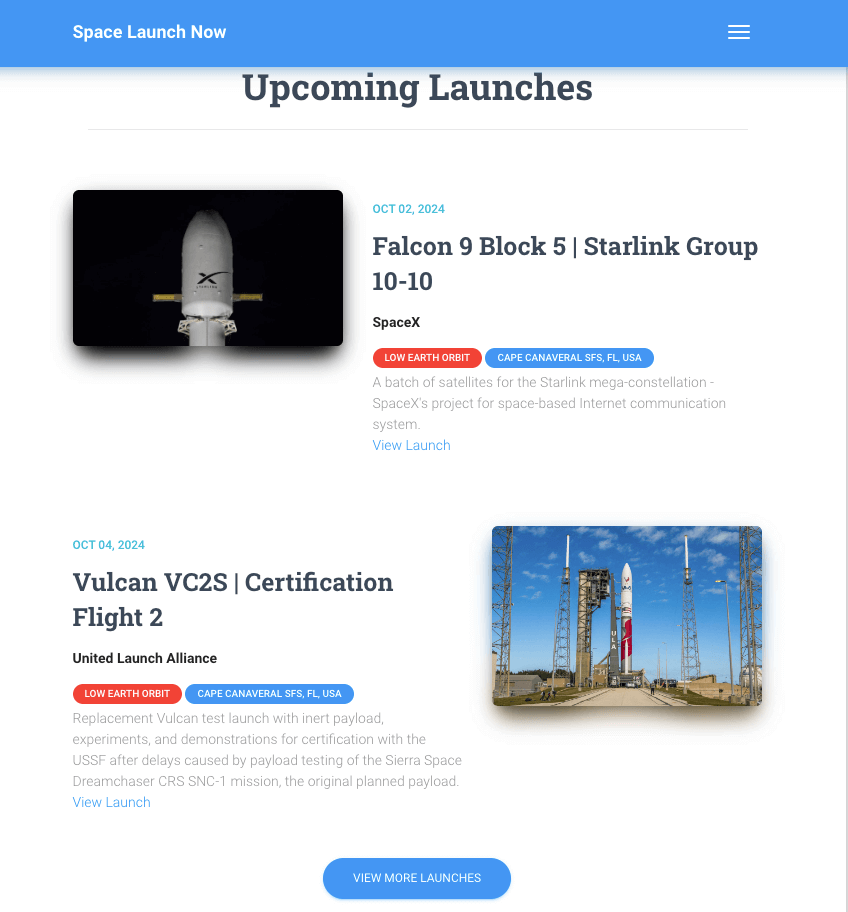 Space Launch Now
Upcoming Launches
OCT 02, 2024
Falcon 9 Block 5 | Starlink Group
10-10
SpaceX
LOW EARTH ORBIT CAPE CANAVERAL SFS, FL, USA
A batch of satellites for the Starlink mega-constellation -
SpaceX's project for space-based Internet communication
system.
View Launch
STARLINK
OCT 04, 2024
Vulcan VC2S | Certification
Flight 2
United Launch Alliance
LOW EARTH ORBIT CAPE CANAVERAL SFS, FL, USA
Replacement Vulcan test launch with inert payload,
experiments, and demonstrations for certification with the
USSF after delays caused by payload testing of the Sierra Space
Dreamchaser CRS SNC-1 mission, the original planned payload.
View Launch
ULA
VIEW MORE LAUNCHES